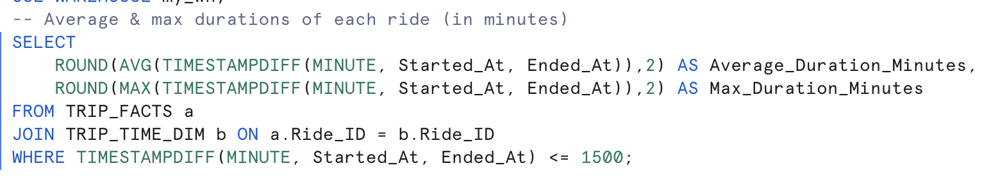 -- Average & max durations of each ride (in minutes)
SELECT
    ROUND(AVG(TIMESTAMPDIFF(MINUTE, Started_At, Ended_At)),2) AS Average_Duration_Minutes,
    ROUND(MAX(TIMESTAMPDIFF(MINUTE, Started_At, Ended_At)),2) AS Max_Duration_Minutes
FROM TRIP_FACTS a
JOIN TRIP_TIME_DIM b ON a.Ride_ID = b.Ride_ID
WHERE TIMESTAMPDIFF(MINUTE, Started_At, Ended_At) <= 1500;